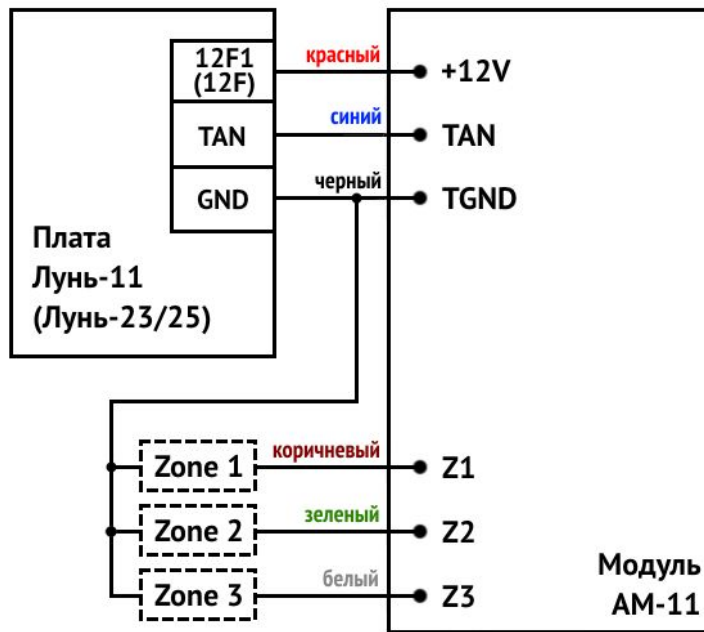 12F1
(12F)
красный
+12V
TAN
синий
TAN
GND
черный
TGND
Плата
Лунь-11
(Лунь-23/25)
Zone 1
коричневый
Z1
Zone 2
зеленый
Z2
Zone 3
белый
Z3
Модуль
АМ-11